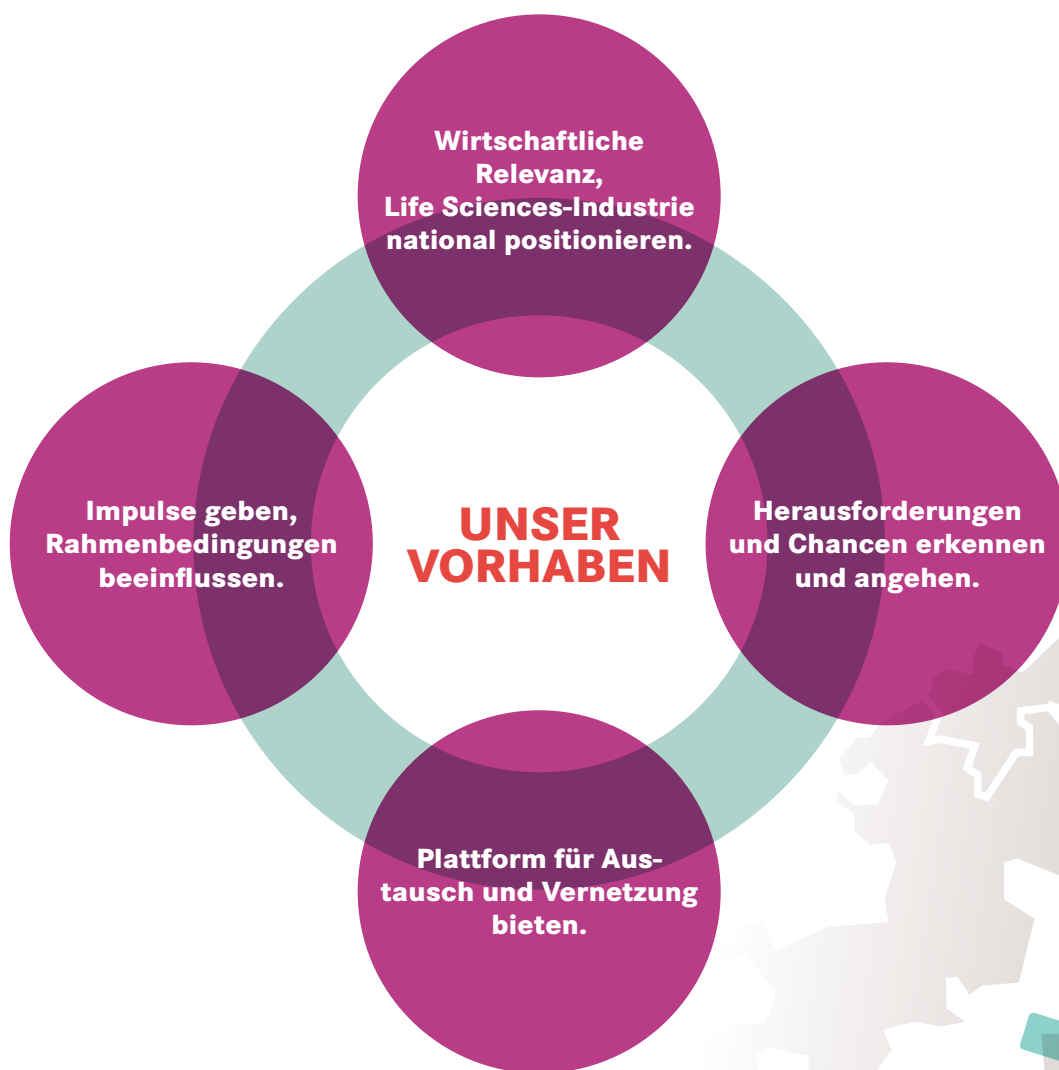 Wirtschaftliche
Relevanz,
Life Sciences-Industrie
national positionieren.
Impulse geben,
Rahmenbedingungen
beeinflussen.
UNSER
VORHABEN
Herausforderungen
und Chancen erkennen
und angehen.
Plattform für Aus-
tausch und Vernetzung
bieten.